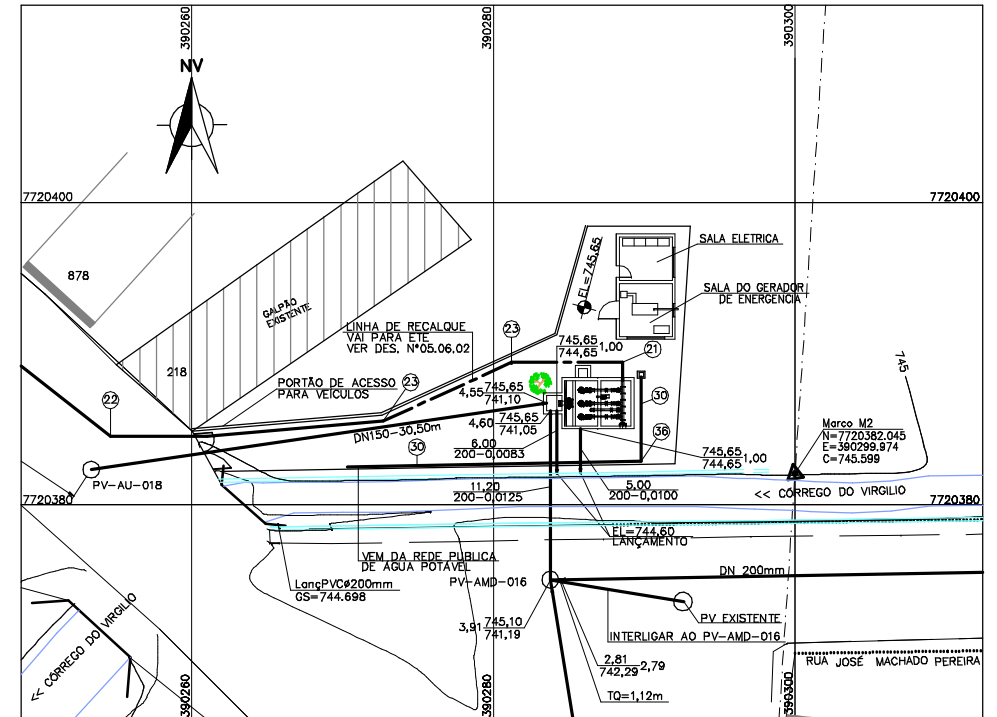 390260
390280
390300
NV
7720400
7720400
878
218
GALPÃO
EXISTENTE
EL=745,65
SALA ELETRICA
SALA DO GERADOR
DE ENERGENCIA
LINHA DE RECALQUE
VAI PARA ETE
VER DES. Nº05.06.02
23
745,65
744,65
1,00
21
745
PORTÃO DE ACESSO
PARA VEICULOS
23
4,55
745,65
741,10
30
22
4,60
745,65
741,05
DN150-30,50m
36
Marco M2
N=7720382.045
E=390299.974
C=745.599
30
6,00
200-0,0083
745,65
744,65
1,00
PV-AU-018
11,20
200-0,0125
5,00
200-0,0100
<< CÓRREGO DO VIRGILIO
7720380
7720380
EL=744,60
LANÇAMENTO
VEM DA REDE PUBLICA
DE AGUA POTAVEL
DN 200mm
LançPVCø200mm
GS=744.698
PV-AMD-016
PV EXISTENTE
3,91
745,10
741,19
INTERLIGAR AO PV-AMD-016
<< CÓRREGO DO VIRGILIO
2,81
742,29
2,79
RUA JOSÉ MACHADO PEREIRA
TQ=1,12m
390260
390280
390300